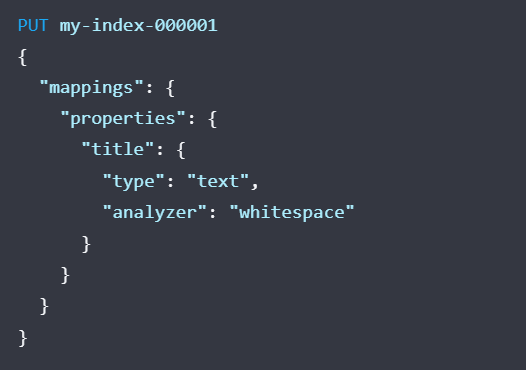 PUT my-index-000001
{
  "mappings": {
    "properties": {
      "title": {
        "type": "text",
        "analyzer": "whitespace"
      }
    }
  }
}